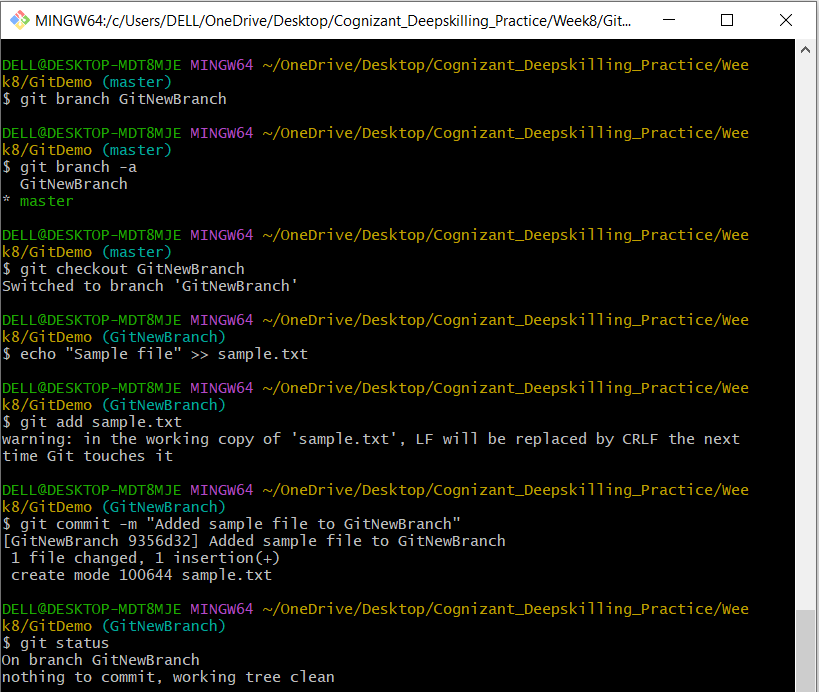 MINGW64:/c/Users/DELL/OneDrive/Desktop/Cognizant_Deepskilling_Practice/Week8/Git...
DELL@DESKTOP-MDT8MJE MINGW64 ~/OneDrive/Desktop/Cognizant_Deepskilling_Practice/Wee
k8/GitDemo (master)
$ git branch GitNewBranch
DELL@DESKTOP-MDT8MJE MINGW64 ~/OneDrive/Desktop/Cognizant_Deepskilling_Practice/Wee
k8/GitDemo (master)
$ git branch -a
  GitNewBranch
* master
DELL@DESKTOP-MDT8MJE MINGW64 ~/OneDrive/Desktop/Cognizant_Deepskilling_Practice/Wee
k8/GitDemo (master)
$ git checkout GitNewBranch
Switched to branch 'GitNewBranch'
DELL@DESKTOP-MDT8MJE MINGW64 ~/OneDrive/Desktop/Cognizant_Deepskilling_Practice/Wee
k8/GitDemo (GitNewBranch)
$ echo "Sample file" >> sample.txt
DELL@DESKTOP-MDT8MJE MINGW64 ~/OneDrive/Desktop/Cognizant_Deepskilling_Practice/Wee
k8/GitDemo (GitNewBranch)
$ git add sample.txt
warning: in the working copy of 'sample.txt', LF will be replaced by CRLF the next
time Git touches it
DELL@DESKTOP-MDT8MJE MINGW64 ~/OneDrive/Desktop/Cognizant_Deepskilling_Practice/Wee
k8/GitDemo (GitNewBranch)
$ git commit -m "Added sample file to GitNewBranch"
[GitNewBranch 9356d32] Added sample file to GitNewBranch
 1 file changed, 1 insertion(+)
 create mode 100644 sample.txt
DELL@DESKTOP-MDT8MJE MINGW64 ~/OneDrive/Desktop/Cognizant_Deepskilling_Practice/Wee
k8/GitDemo (GitNewBranch)
$ git status
On branch GitNewBranch
nothing to commit, working tree clean